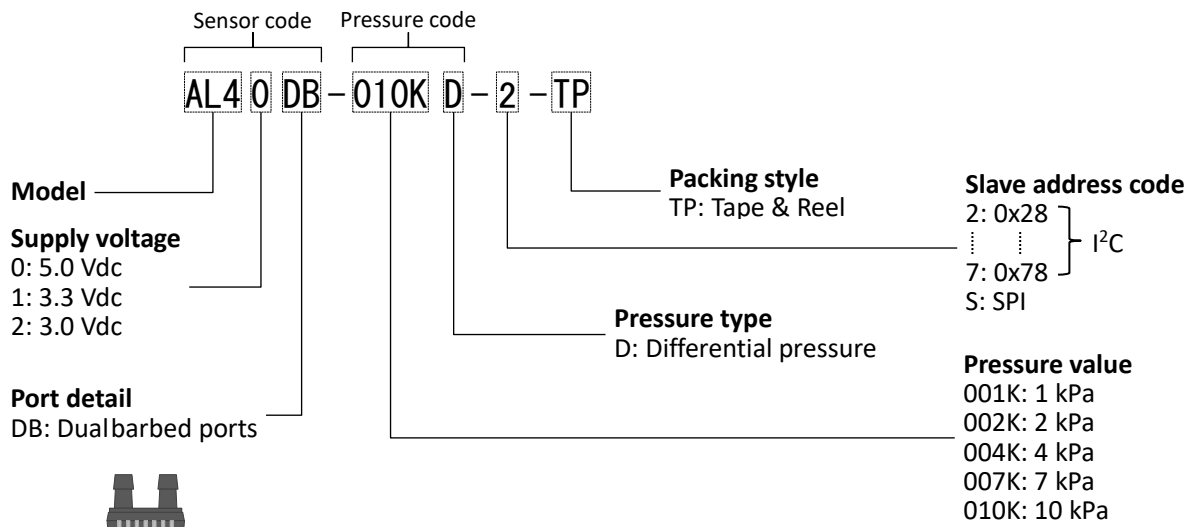 Sensor code
Pressure code
AL4 0 DB - 010K D - 2 - TP
Model
Supply voltage
0: 5.0 Vdc
1: 3.3 Vdc
2: 3.0 Vdc
Port detail
DB: Dualbarbed ports
Packing style
TP: Tape & Reel
Pressure type
D: Differential pressure
Slave address code
2: 0x28
7: 0x78
I²C
S: SPI
Pressure value
001K: 1 kPa
002K: 2 kPa
004K: 4 kPa
007K: 7 kPa
010K: 10 kPa